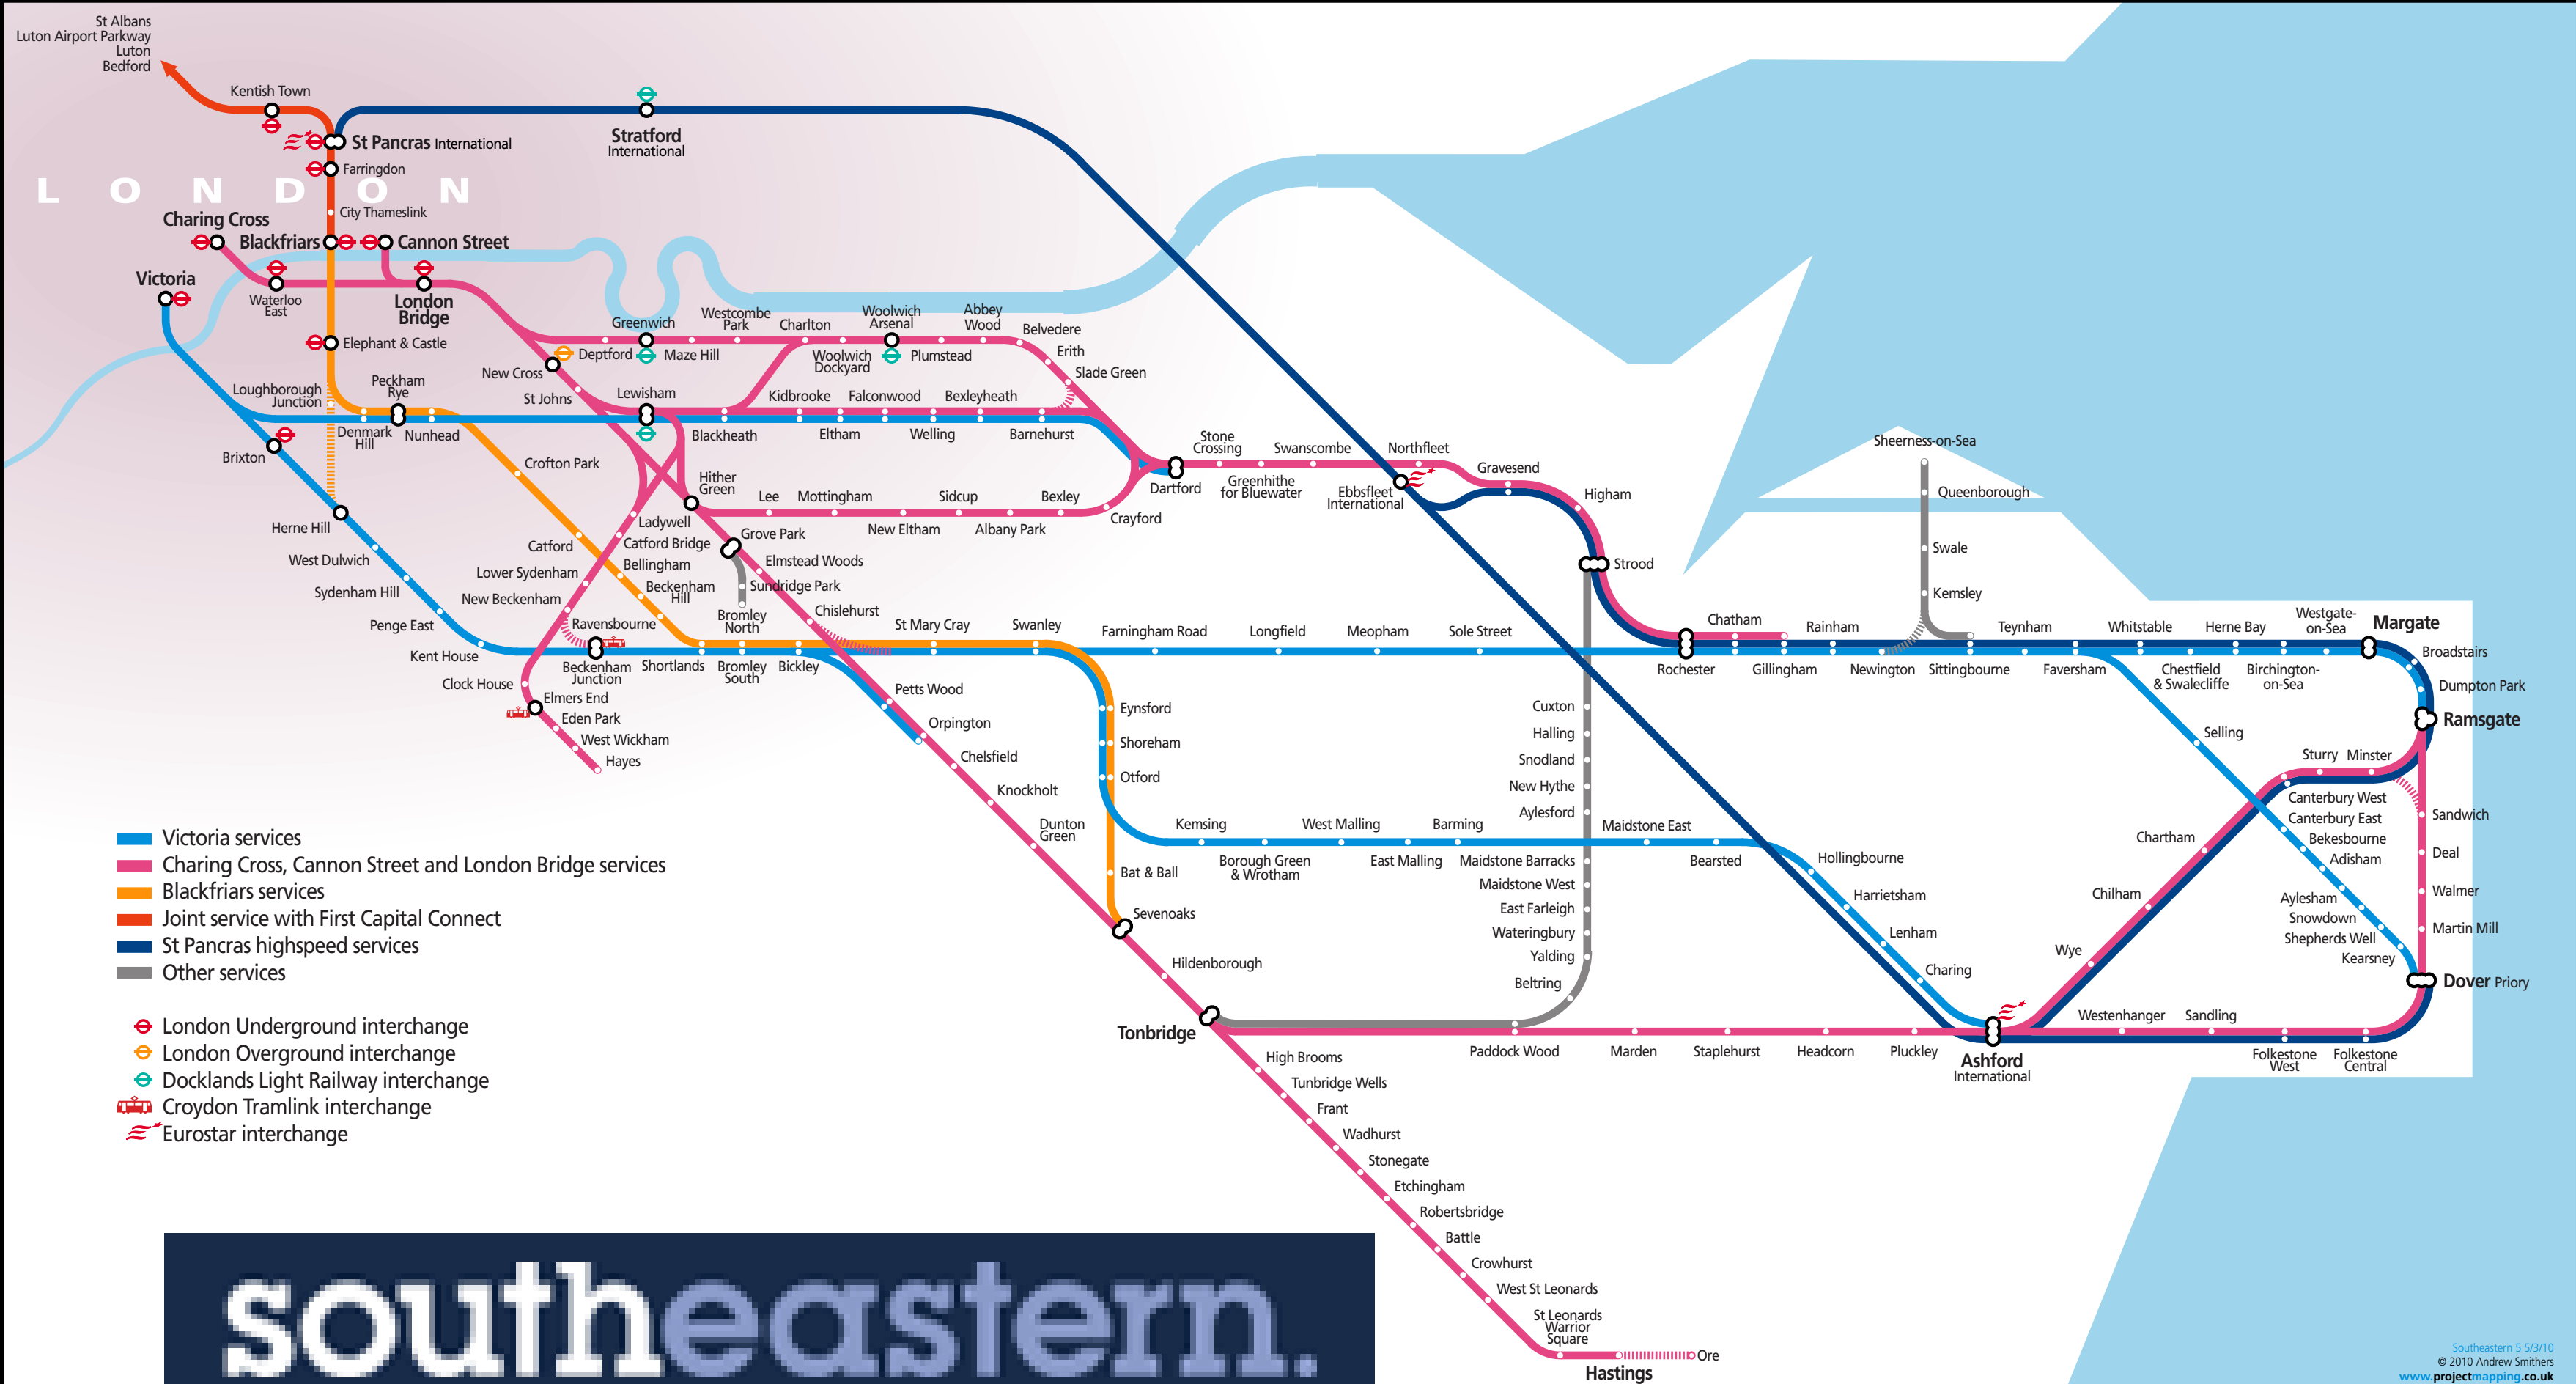 St Albans
Luton Airport Parkway
Luton
Bedford
Kentish Town
St Pancras International
Farringdon
Stratford
International
L O N D O N
City Thameslink
Charing Cross
Blackfriars
Cannon Street
Victoria
Waterloo
East
London
Bridge
Elephant & Castle
Greenwich
Westcombe
Park
Charlton
Woolwich
Arsenal
Abbey
Wood
Belvedere
Erith
Slade Green
Deptford
Maze Hill
Woolwich
Dockyard
Plumstead
New Cross
St Johns
Lewisham
Loughborough
Junction
Peckham
Rye
Denmark
Hill
Nunhead
Blackheath
Kidbrooke
Eltham
Falconwood
Welling
Bexleyheath
Barnehurst
Brixton
Herne Hill
West Dulwich
Sydenham Hill
Penge East
Kent House
Crofton Park
Catford
Hither
Green
Lee
Mottingham
New Eltham
Sidcup
Albany Park
Bexley
Crayford
Dartford
Stone
Crossing
Greenhithe
for Bluewater
Swanscombe
Northfleet
Ebbsfleet
International
Gravesend
Higham
Strood
Ladywell
Catford Bridge
Bellingham
Beckenham
Hill
Lower Sydenham
New Beckenham
Ravensbourne
Beckenham
Junction
Grove Park
Elmstead Woods
Sundridge Park
Bromley
North
Chislehurst
Shortlands
Bromley
South
Bickley
St Mary Cray
Swanley
Farningham Road
Longfield
Meopham
Sole Street
Rochester
Chatham
Gillingham
Rainham
Newington
Sittingbourne
Teynham
Faversham
Whitstable
Chestfield
& Swalecliffe
Herne Bay
Birchington-
on-Sea
Westgate-
on-Sea
Margate
Broadstairs
Dumpton Park
Ramsgate
Sheerness-on-Sea
Queenborough
Swale
Kemsley
Clock House
Elmers End
Eden Park
West Wickham
Hayes
Petts Wood
Orpington
Chelsfield
Knockholt
Dunton
Green
Eynsford
Shoreham
Otford
Bat & Ball
Sevenoaks
Hildenborough
Tonbridge
Kemsing
Borough Green
& Wrotham
West Malling
East Malling
Barming
Maidstone East
Bearsted
Hollingbourne
Harrietsham
Lenham
Charing
Cuxton
Halling
Snodland
New Hythe
Aylesford
Maidstone Barracks
Maidstone West
East Farleigh
Wateringbury
Yalding
Beltring
Paddock Wood
Marden
Staplehurst
Headcorn
Pluckley
Ashford
International
Wye
Chilham
Chartham
Canterbury West
Sturry
Minster
Selling
Canterbury East
Bekesbourne
Adisham
Aylesham
Snowdown
Shepherds Well
Kearsney
Sandwich
Deal
Walmer
Martin Mill
Dover Priory
Westenhanger
Sandling
Folkestone
West
Folkestone
Central
High Brooms
Tunbridge Wells
Frant
Wadhurst
Stonegate
Etchingham
Robertsbridge
Battle
Crowhurst
West St Leonards
St Leonards
Warrior
Square
Hastings
Ore
Victoria services
Charing Cross, Cannon Street and London Bridge services
Blackfriars services
Joint service with First Capital Connect
St Pancras highspeed services
Other services
London Underground interchange
London Overground interchange
Docklands Light Railway interchange
Croydon Tramlink interchange
Eurostar interchange
southeastern.
Southeastern 5 5/3/10
© 2010 Andrew Smithers
www.projectmapping.co.uk